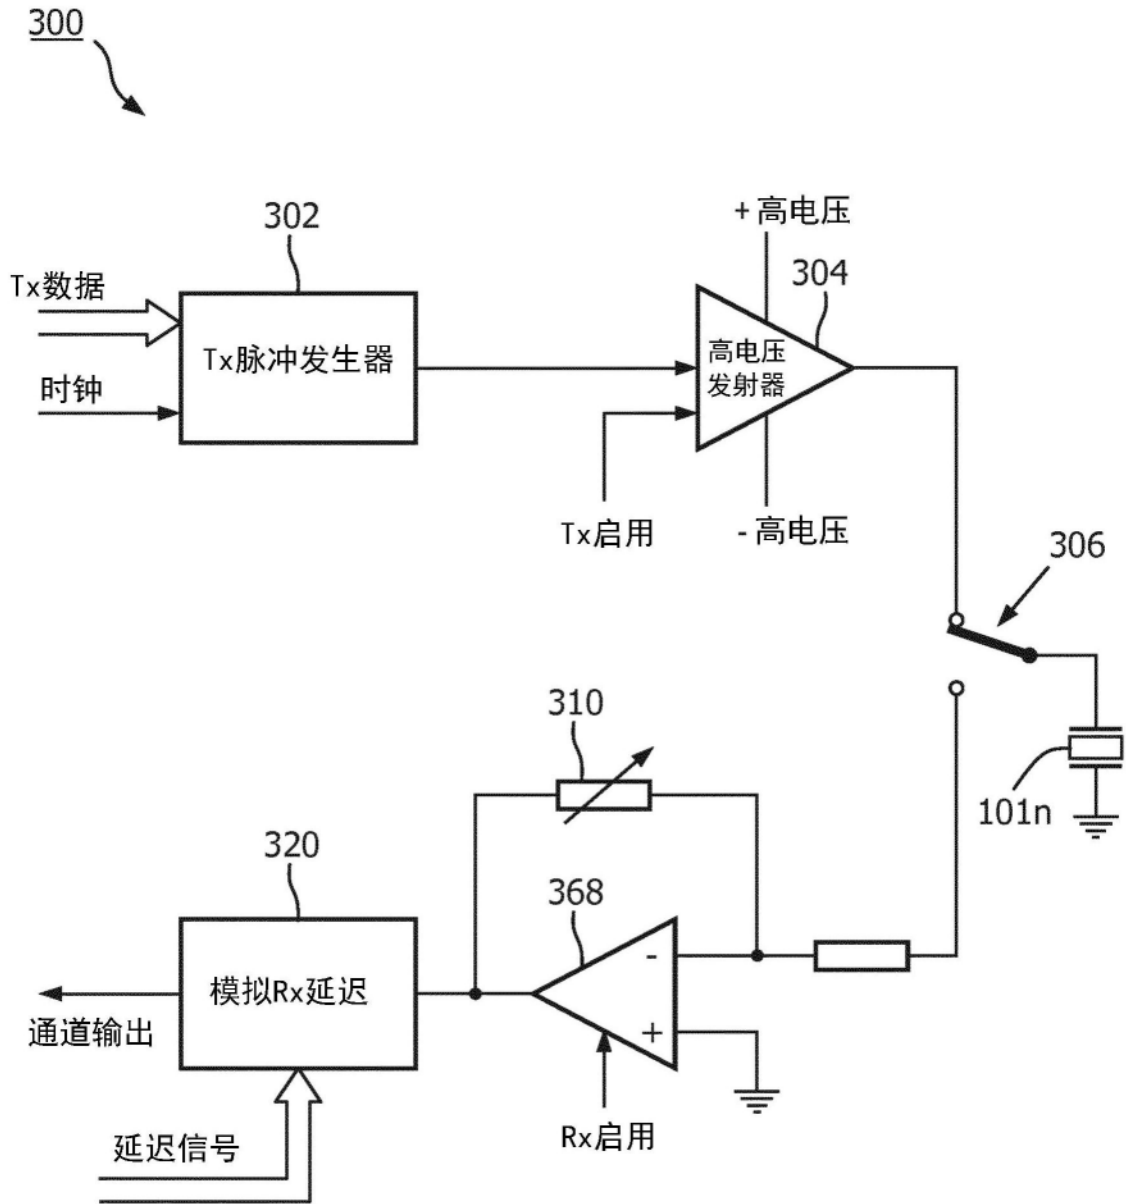 300
302
+高电压
304
Tx数据
Tx脉冲发生器
高电压
发射器
时钟
Tx启用
-高电压
306
310
101n
320
368
-
模拟Rx延迟
+
通道输出
Rx启用
延迟信号